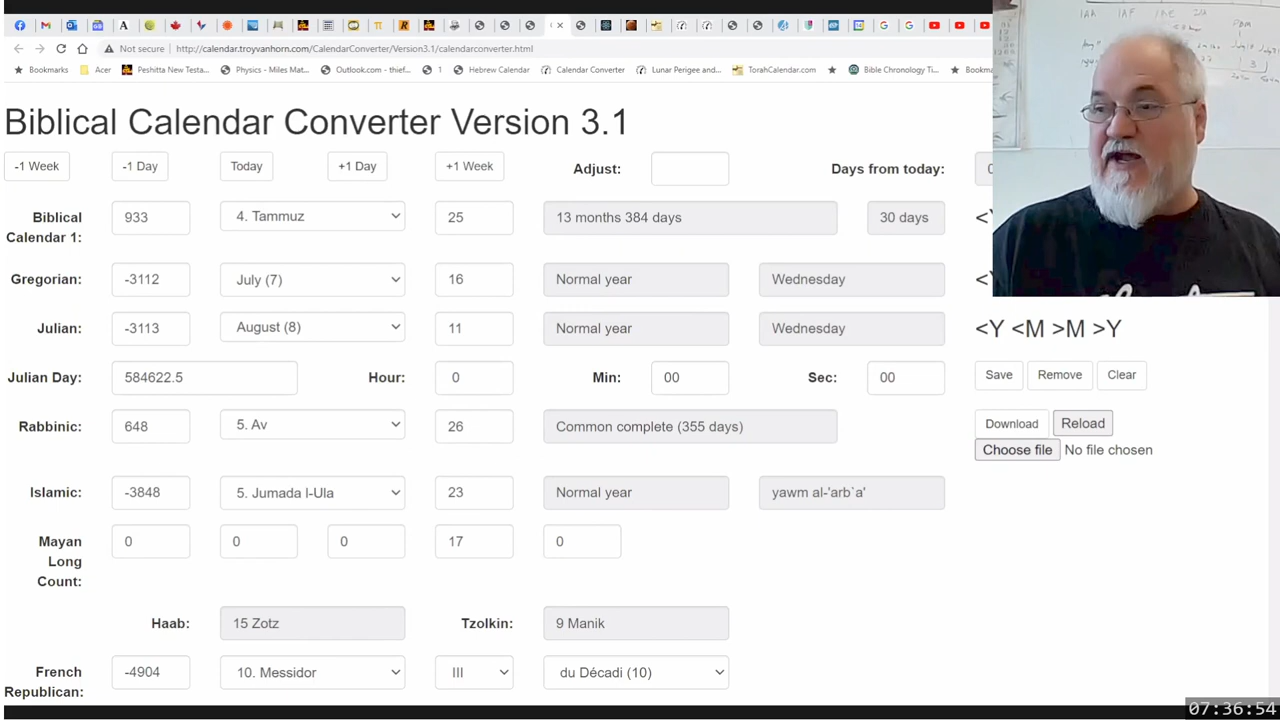 Not secure | http://calendar.troyvanhorn.com/CalendarConverter/Version3.1/calendarconverter.html
Bookmarks Acer Peshitta New Testa... Physics - Miles Mat... Outlook.com - thief... 1 Hebrew Calendar Calendar Converter Lunar Perigee and... TorahCalendar.com Bible Chronology Ti... Bookmarks
Biblical Calendar Converter Version 3.1
-1 Week -1 Day Today +1 Day +1 Week Adjust: Days from today:
Biblical Calendar 1: 933 4. Tammuz 25 13 months 384 days 30 days <Y
Gregorian: -3112 July (7) 16 Normal year Wednesday
Julian: -3113 August (8) 11 Normal year Wednesday <Y <M >M >Y
Julian Day: 584622.5 Hour: 0 Min: 00 Sec: 00 Save Remove Clear
Rabbinic: 648 5. Av 26 Common complete (355 days) Download Reload
Choose file No file chosen
Islamic: -3848 5. Jumada l-Ula 23 Normal year yawm al-'arb`a'
Mayan Long Count: 0 0 0 17 0
Haab: 15 Zotz Tzolkin: 9 Manik
French Republican: -4904 10. Messidor III du Décadi (10)
07:36:54